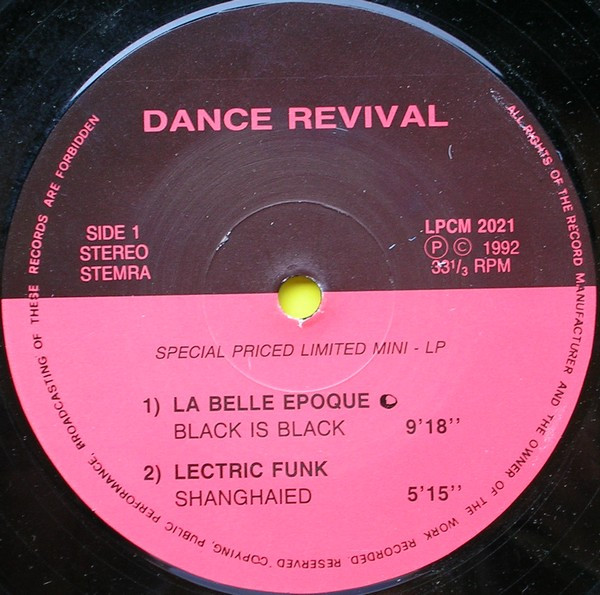 DANCE REVIVAL
SIDE 1
STEREO
STEMRA
LPCM 2021
Ⓟ © 1992
33¹/₃ RPM
SPECIAL PRICED LIMITED MINI - LP
1) LA BELLE EPOQUE
BLACK IS BLACK 9'18''
2) LECTRIC FUNK
SHANGHAIED 5'15''
ALL RIGHTS OF THE RECORD MANUFACTURER AND THE OWNER OF THE WORK RECORDED. RESERVED COPYING, PUBLIC PERFORMANCE, BROADCASTING OF THESE RECORDS ARE FORBIDDEN